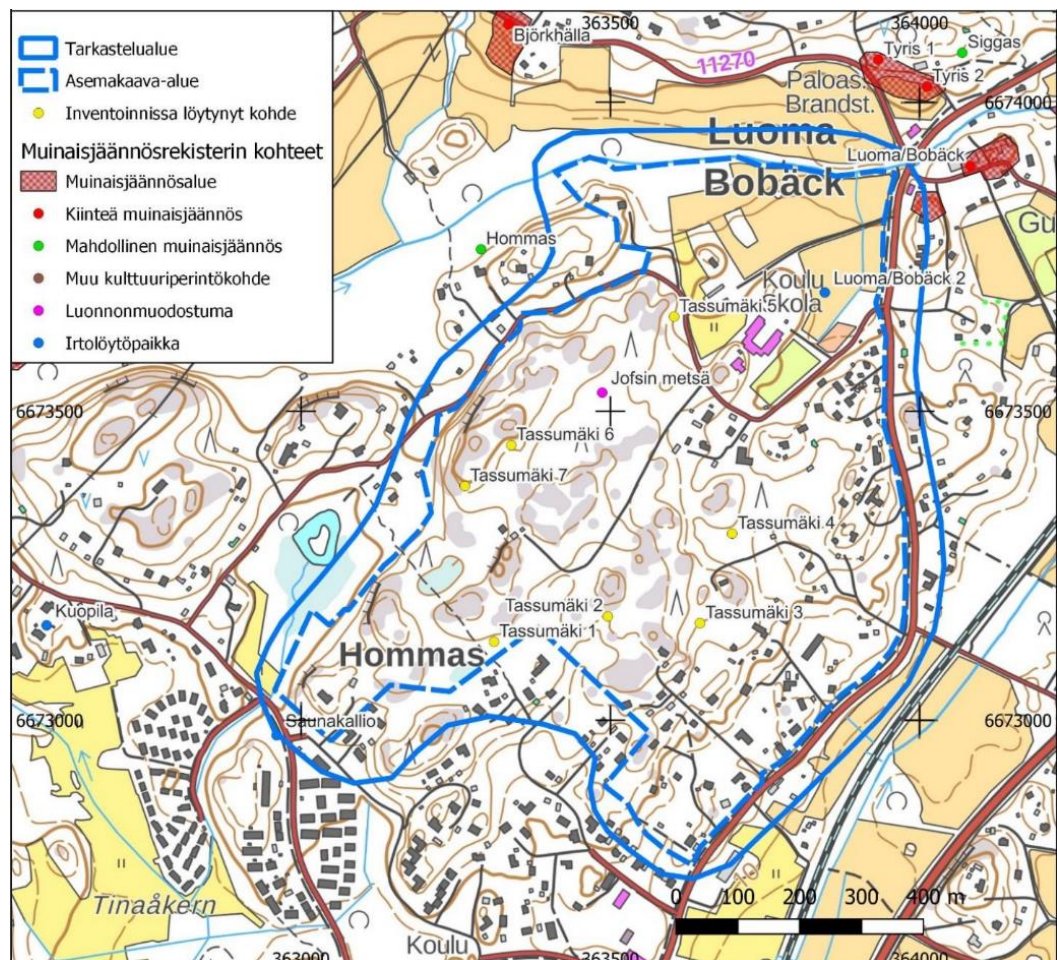 Tarkastelualue
Asemakaava-alue
Inventoinnissa löytynyt kohde
Muinaisjäännösrekisterin kohteet
Muinaisjäännösalue
Kiinteä muinaisjäännös
Mahdollinen muinaisjäännös
Muu kulttuuriperintökohde
Luonnonmuodostuma
Irtolöytöpaikka
363500
364000
Björkhälla
11270
Tyris 1
Siggas
Tyris 2
Paloas.
Brandst.
6674000
Luoma
Luoma/Bobäck
Bobäck
Gu
Hommas
Koulu
Luoma/Bobäck 2
skola
Tassumäki 5
Jofsin metsä
6673500
6673500
Tassumäki 6
Tassumäki 7
Tassumäki 4
Kuopila
Tassumäki 2
Tassumäki 3
Tassumäki 1
Hommas
Saunakallio
6673000
6673000
0 100 200 300 400 m
Tinaåkern
Koulu
363000
363500
364000